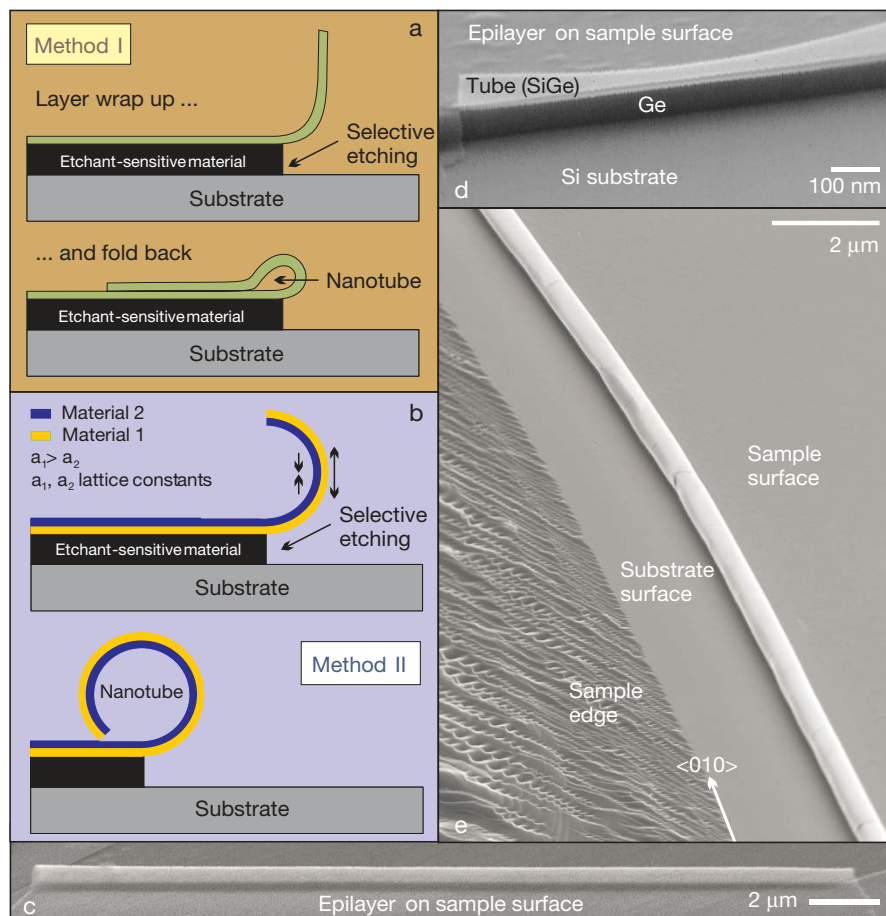 a
Method I
Layer wrap up ...
Selective
etching
Etchant-sensitive material
Substrate
... and fold back
Nanotube
Etchant-sensitive material
Substrate
b
Material 2
Material 1
a₁> a₂
a₁, a₂ lattice constants
Selective
etching
Etchant-sensitive material
Substrate
Method II
Nanotube
Substrate
c
Epilayer on sample surface
2 μm
Epilayer on sample surface
Tube (SiGe)
Ge
Si substrate
100 nm
d
2 μm
Sample
surface
Substrate
surface
Sample
edge
<010>
e